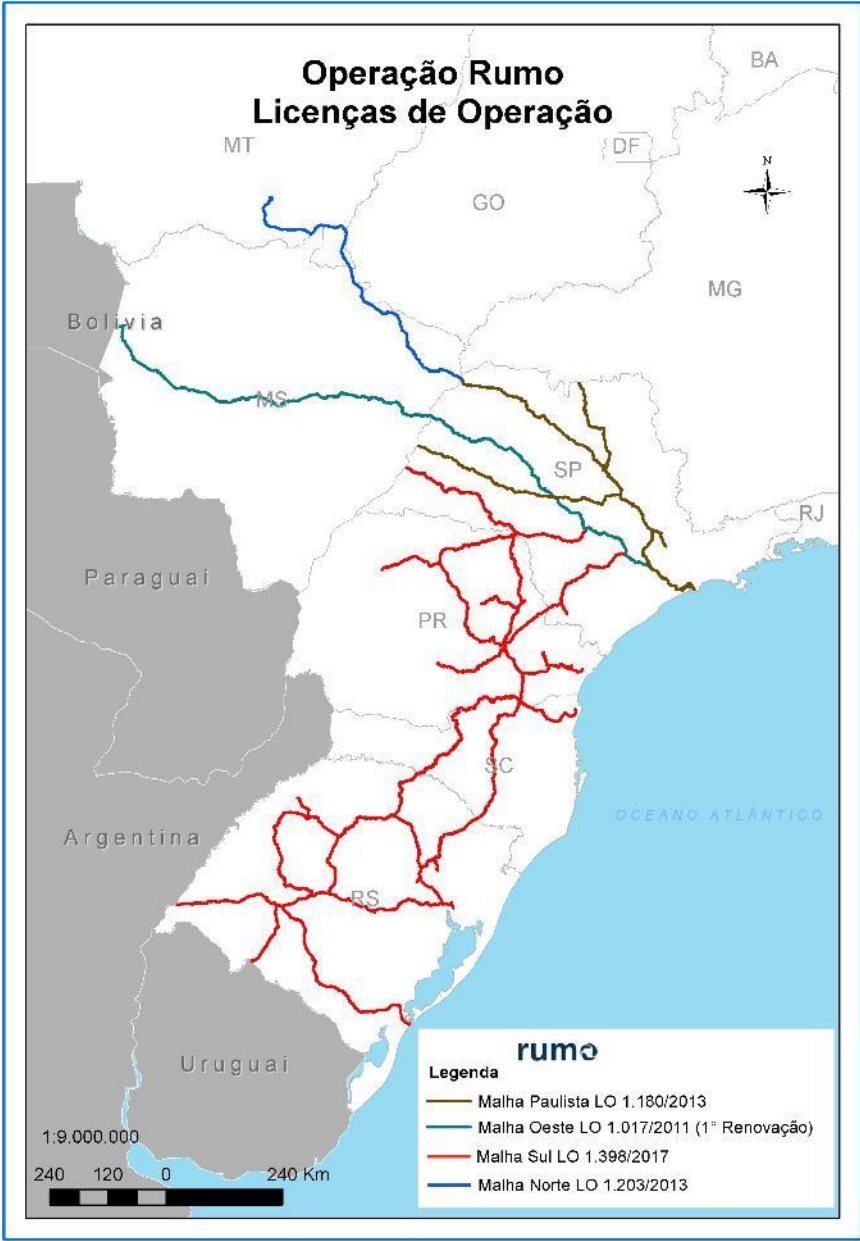 Operação Rumo
Licenças de Operação
BA
MT
DF
N
GO
MG
Bolivia
MS
SP
RJ
Paraguai
PR
SC
OCEANO ATLÂNTICO
Argentina
RS
Uruguai
rumo
Legenda
Malha Paulista LO 1.180/2013
Malha Oeste LO 1.017/2011 (1ª Renovação)
Malha Sul LO 1.398/2017
Malha Norte LO 1.203/2013
1:9.000.000
240 120 0 240 Km